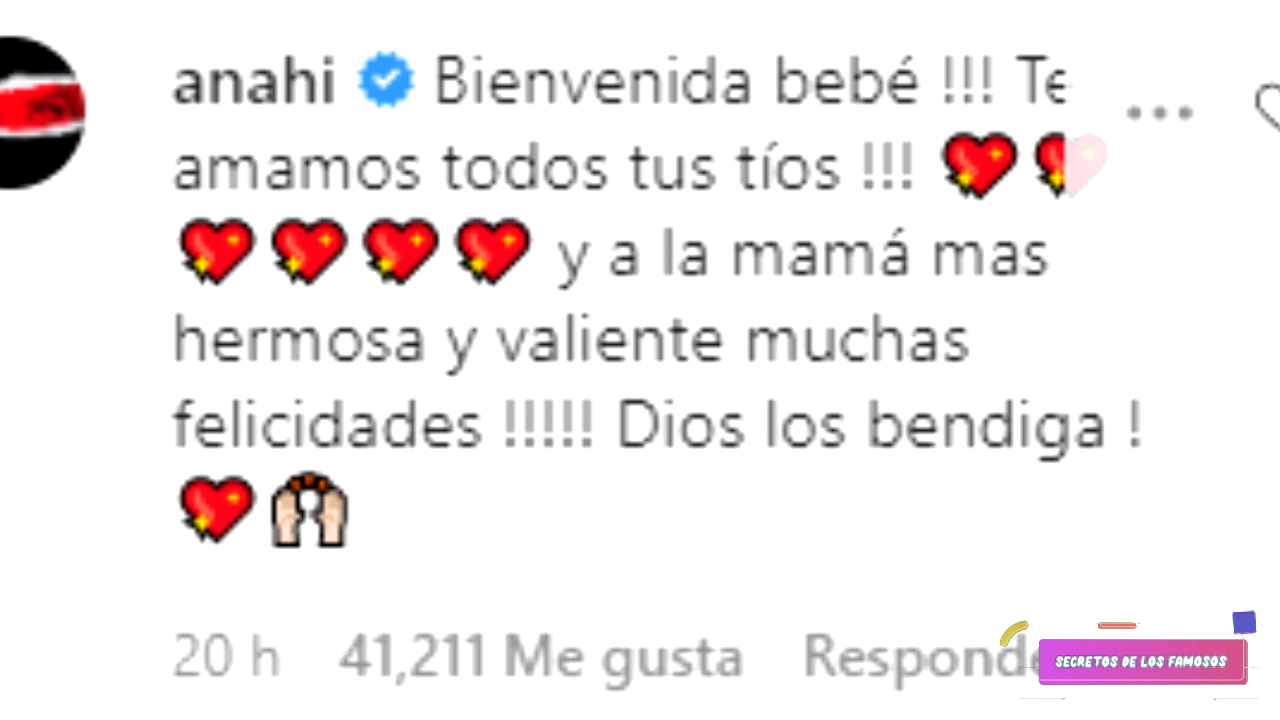 anahi Bienvenida bebé !!! Te
amamos todos tus tíos !!! 💖💖
💖💖💖💖 y a la mamá mas
hermosa y valiente muchas
felicidades !!!!! Dios los bendiga !
💖🙌🏻
20 h 41,211 Me gusta Responde
SECRETOS DE LOS FAMOSOS